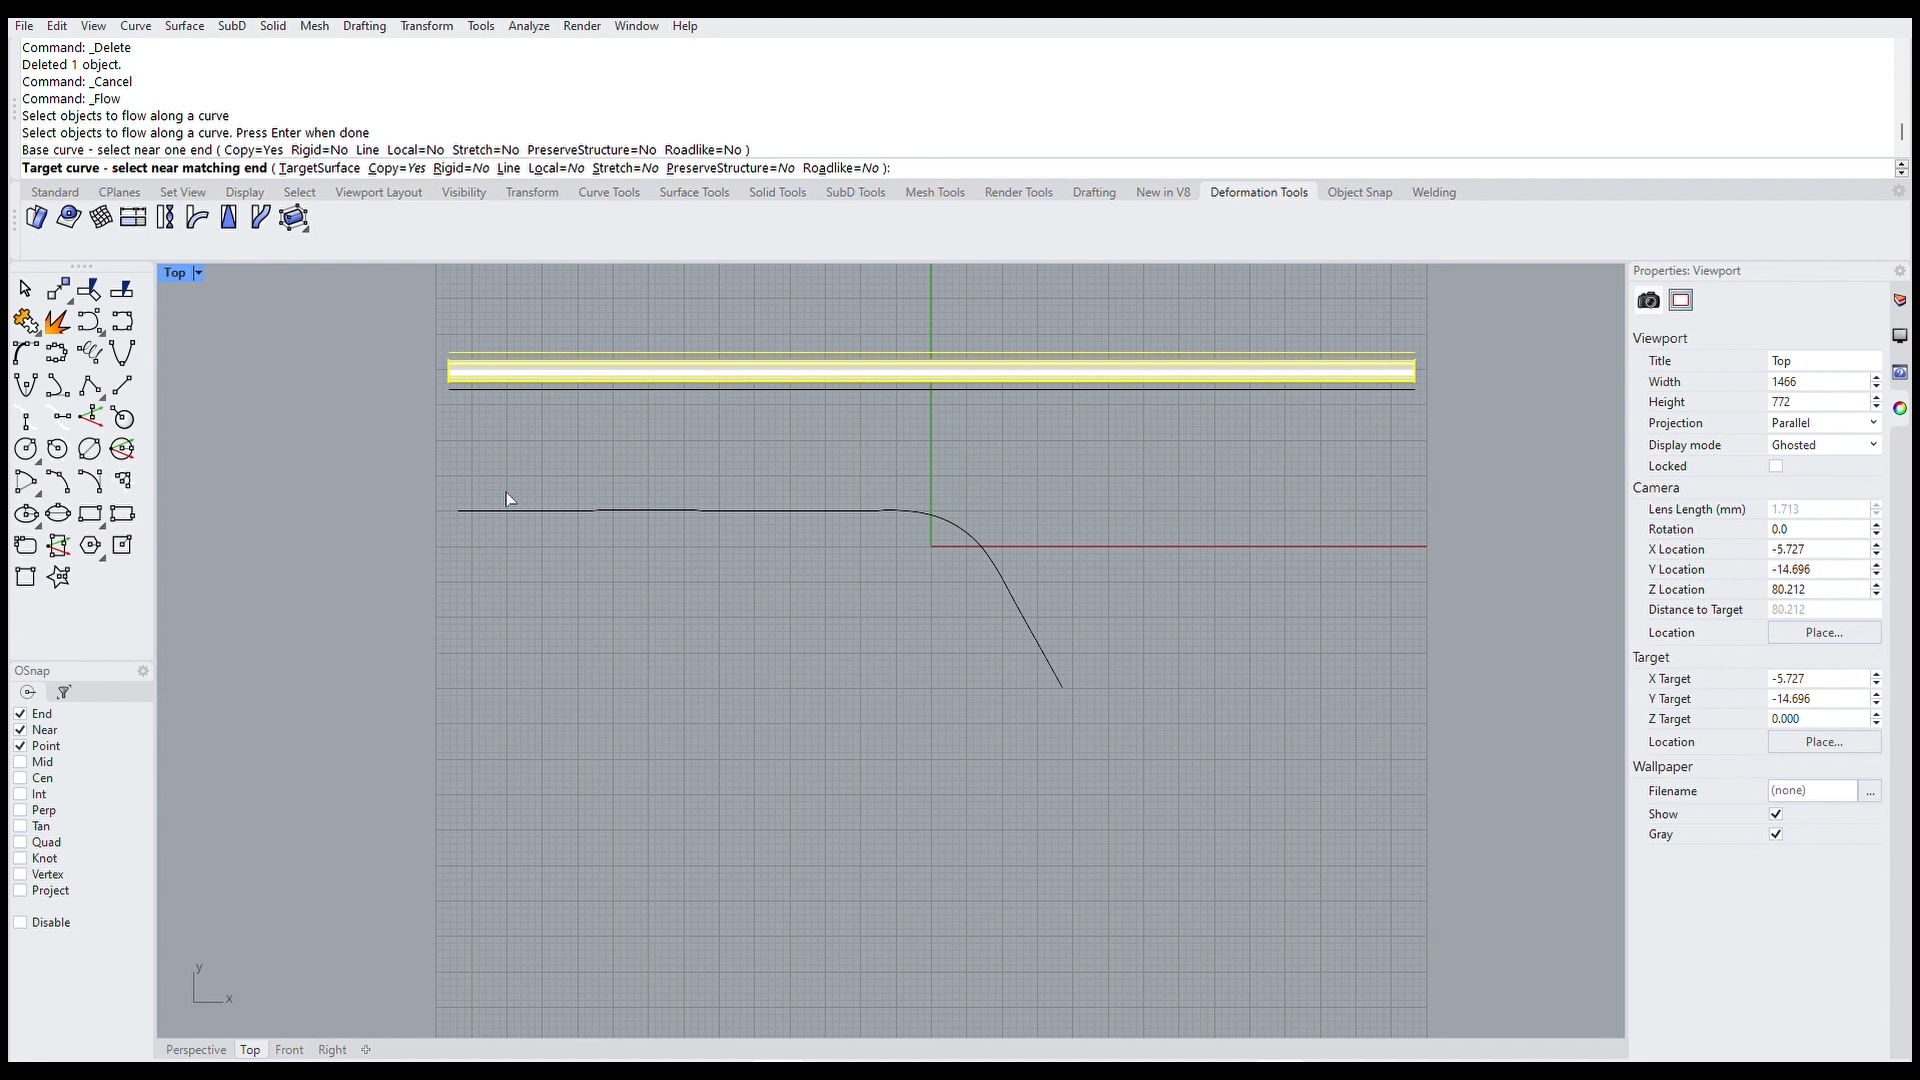 File Edit View Curve Surface SubD Solid Mesh Drafting Transform Tools Analyze Render Window Help
Command: _Delete
Deleted 1 object.
Command: _Cancel
Command: _Flow
Select objects to flow along a curve
Select objects to flow along a curve. Press Enter when done
Base curve - select near one end ( Copy=Yes Rigid=No Line Local=No Stretch=No PreserveStructure=No Roadlike=No )
Target curve - select near matching end ( TargetSurface Copy=Yes Rigid=No Line Local=No Stretch=No PreserveStructure=No Roadlike=No ):
Standard CPlanes Set View Display Select Viewport Layout Visibility Transform Curve Tools Surface Tools Solid Tools SubD Tools Mesh Tools Render Tools Drafting New in V8 Deformation Tools Object Snap Welding
Top
OSnap
End
Near
Point
Mid
Cen
Int
Perp
Tan
Quad
Knot
Vertex
Project
Disable
y
x
Perspective Top Front Right
Properties: Viewport
Viewport
Title Top
Width 1466
Height 772
Projection Parallel
Display mode Ghosted
Locked
Camera
Lens Length (mm) 1.713
Rotation 0.0
X Location -5.727
Y Location -14.696
Z Location 80.212
Distance to Target 80.212
Location Place...
Target
X Target -5.727
Y Target -14.696
Z Target 0.000
Location Place...
Wallpaper
Filename (none) ...
Show
Gray